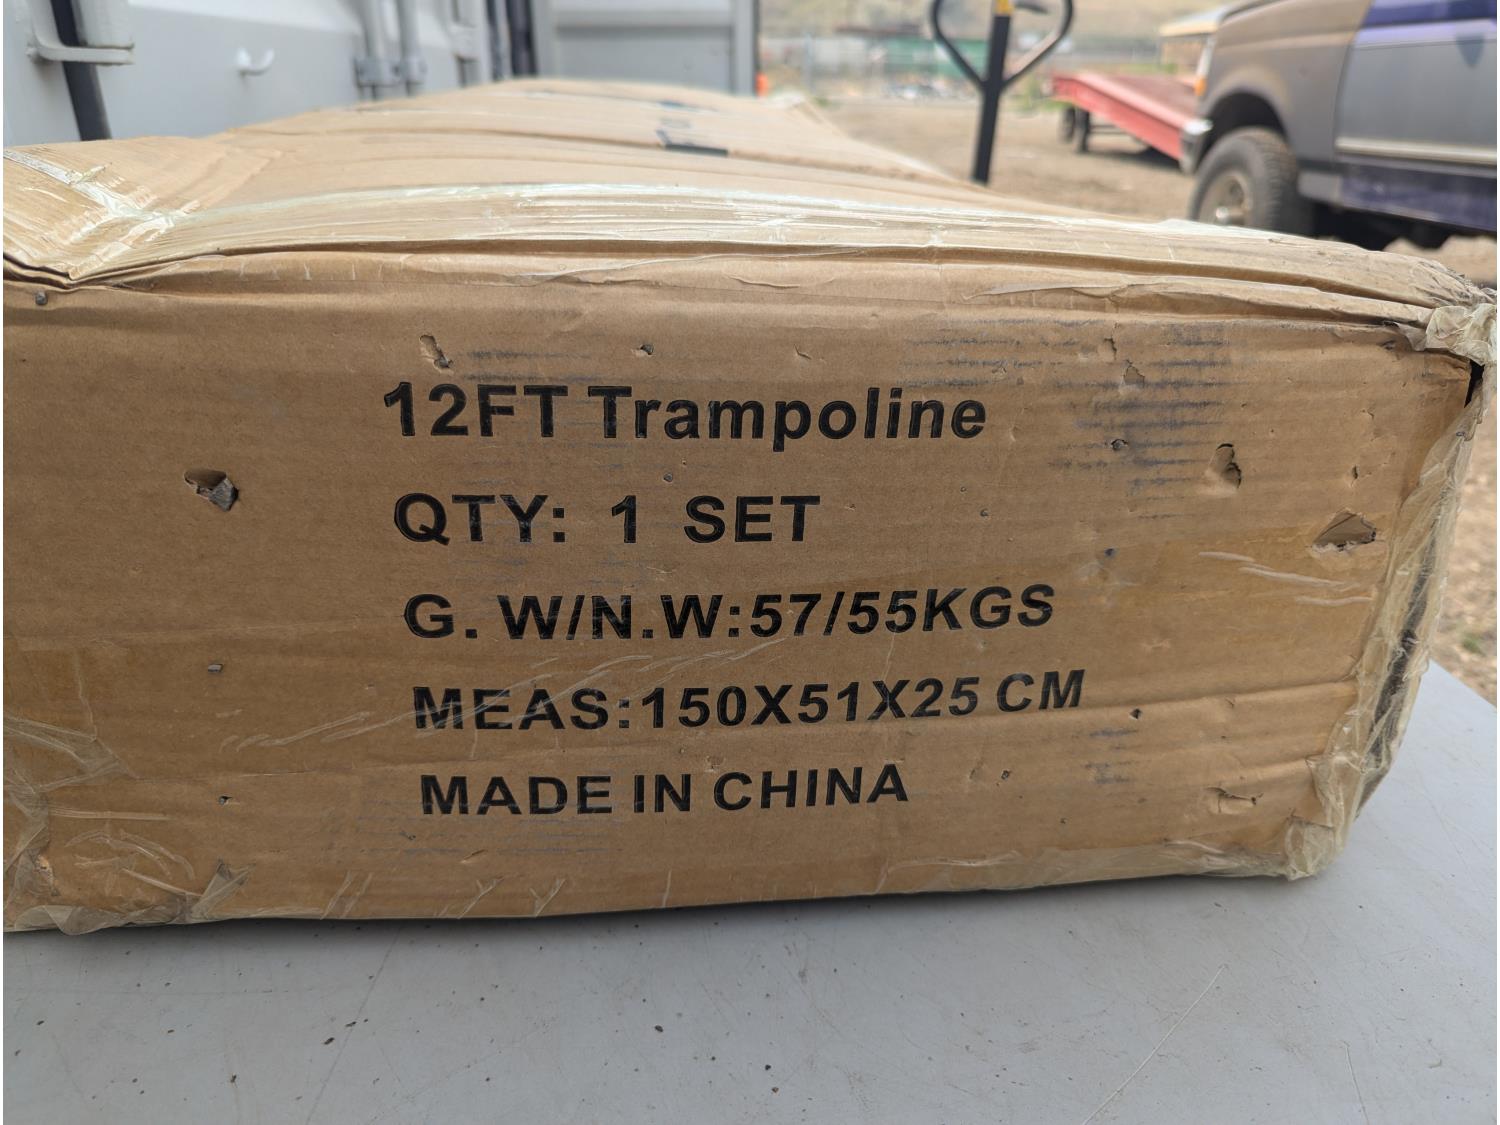 12FT Trampoline
QTY: 1 SET
G. W/N.W:57/55KGS
MEAS:150X51X25 CM
MADE IN CHINA